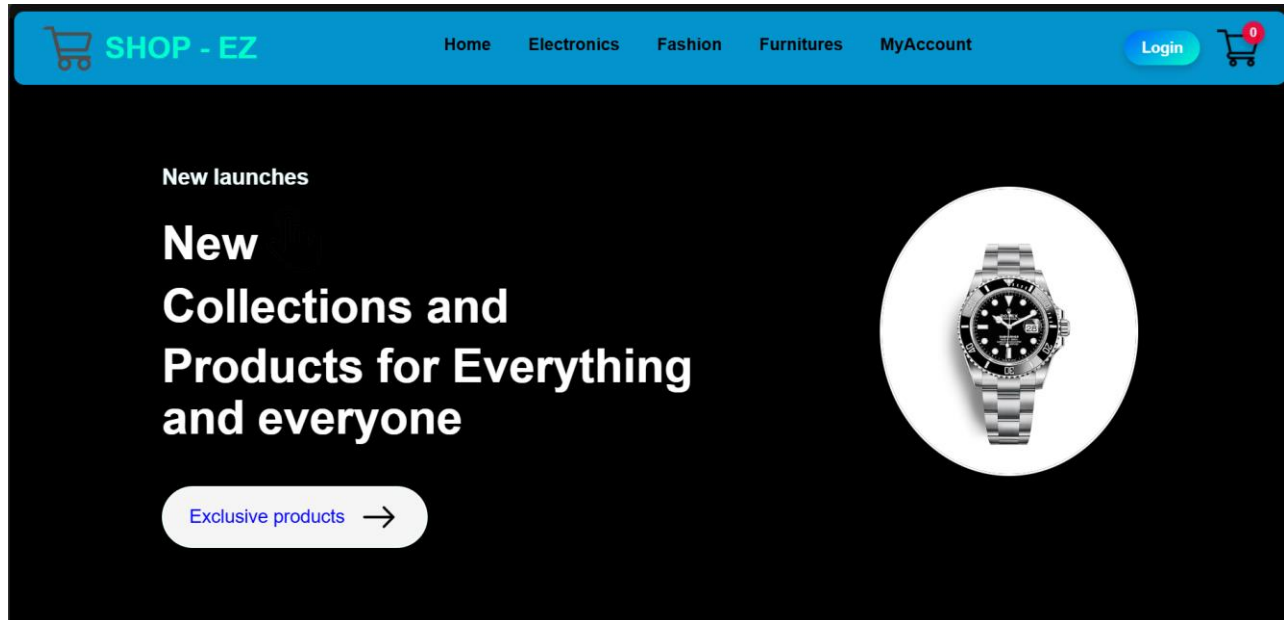 SHOP - EZ
Home Electronics Fashion Furnitures MyAccount
Login
0
New launches
New
Collections and
Products for Everything
and everyone
Exclusive products